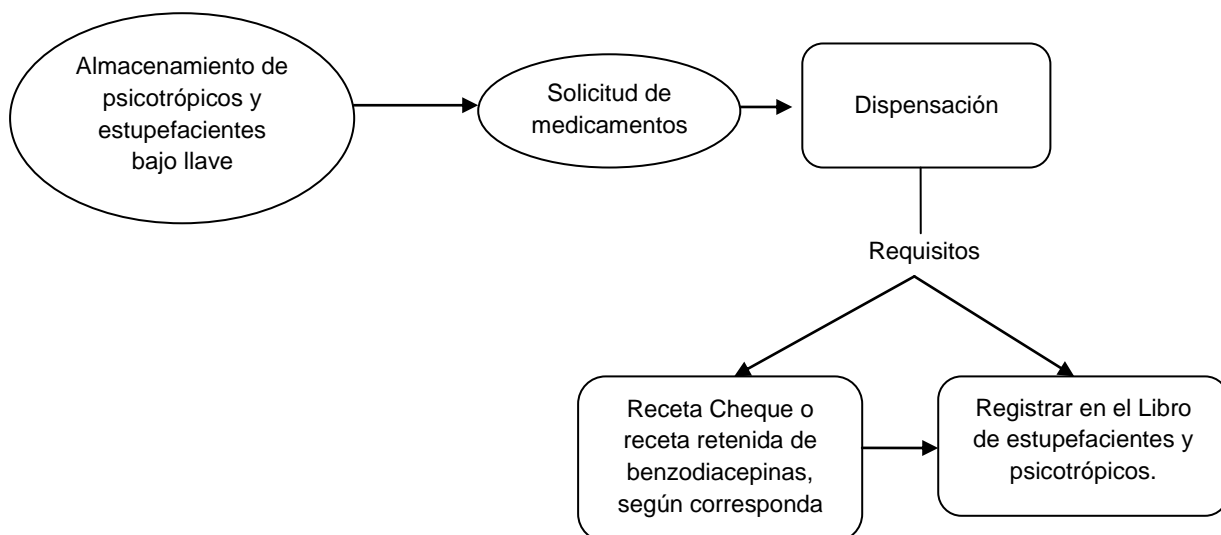 Almacenamiento de
psicotrópicos y
estupefacientes
bajo llave
Solicitud de
medicamentos
Dispensación
Requisitos
Receta Cheque o
receta retenida de
benzodiacepinas,
según corresponda
Registrar en el Libro
de estupefacientes y
psicotrópicos.